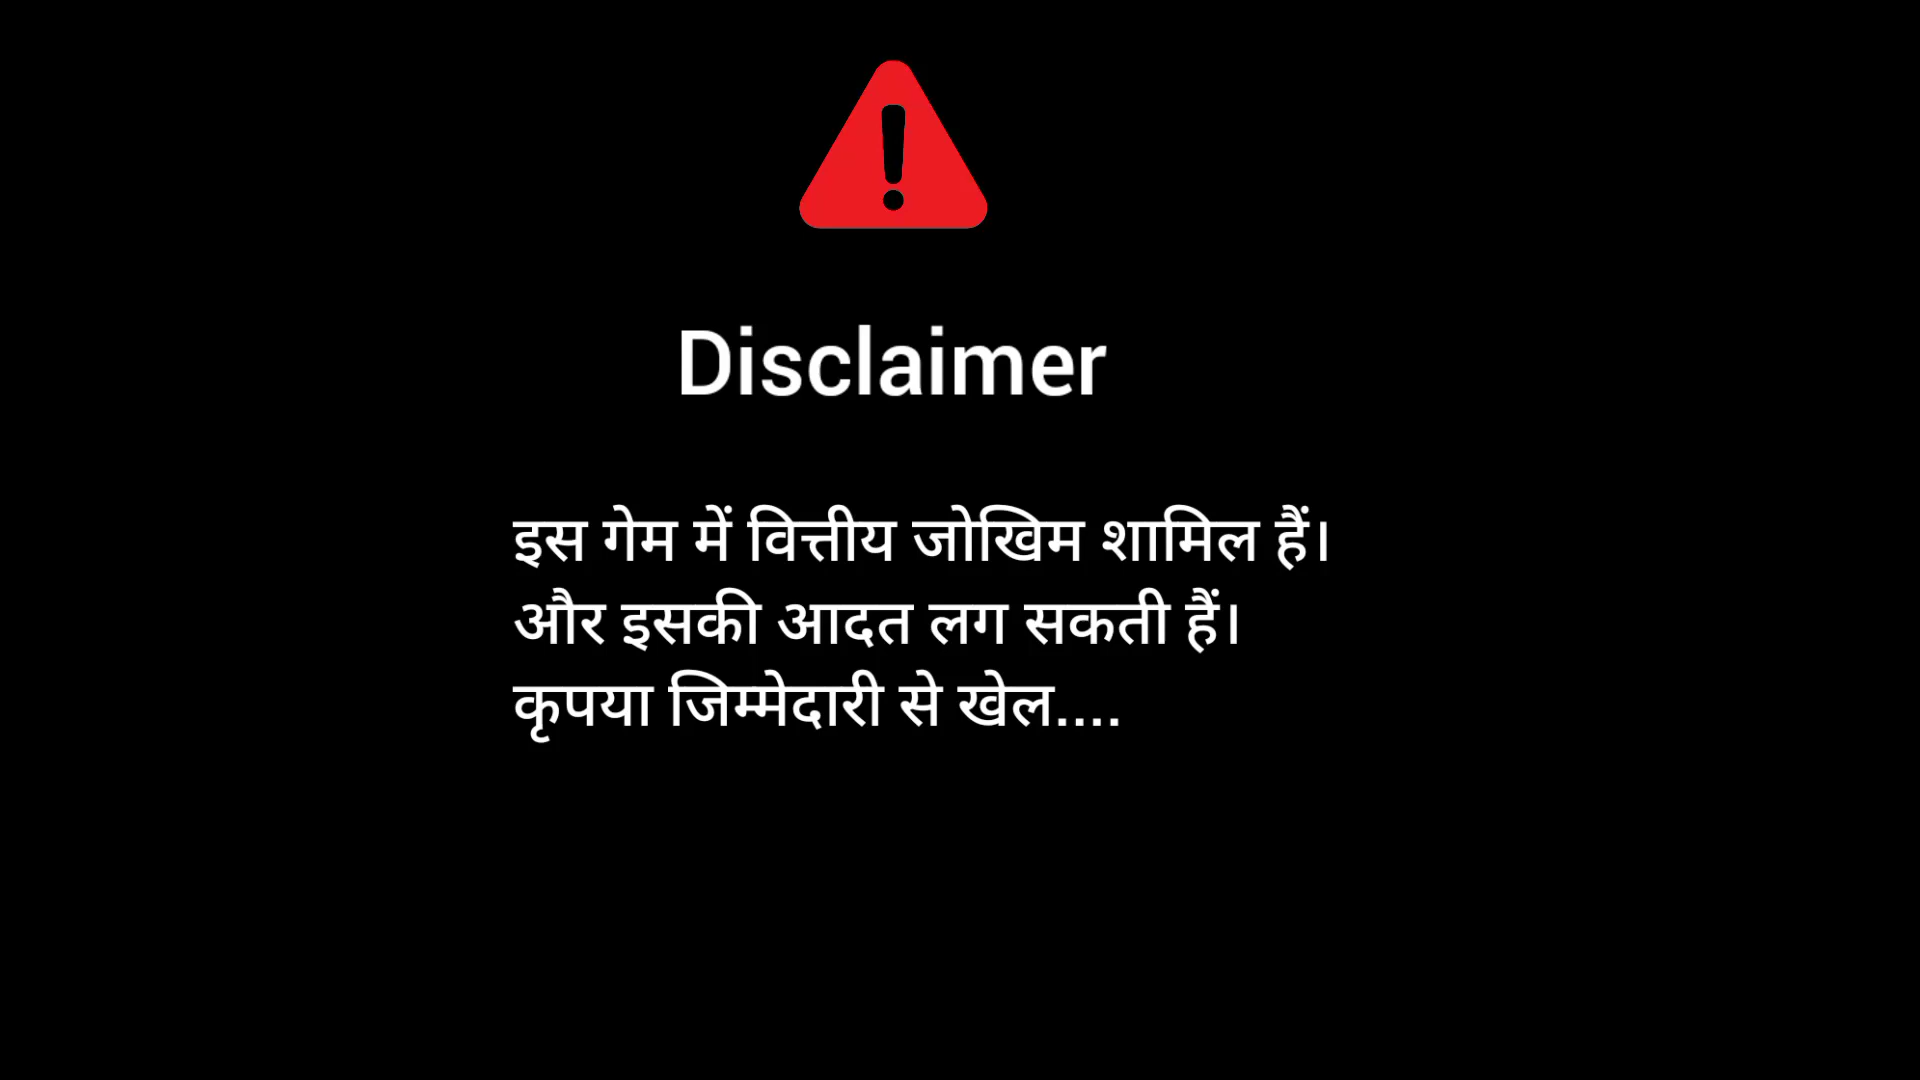 Disclaimer
इस गेम में वित्तीय जोखिम शामिल हैं।
और इसकी आदत लग सकती हैं।
कृपया जिम्मेदारी से खेल....